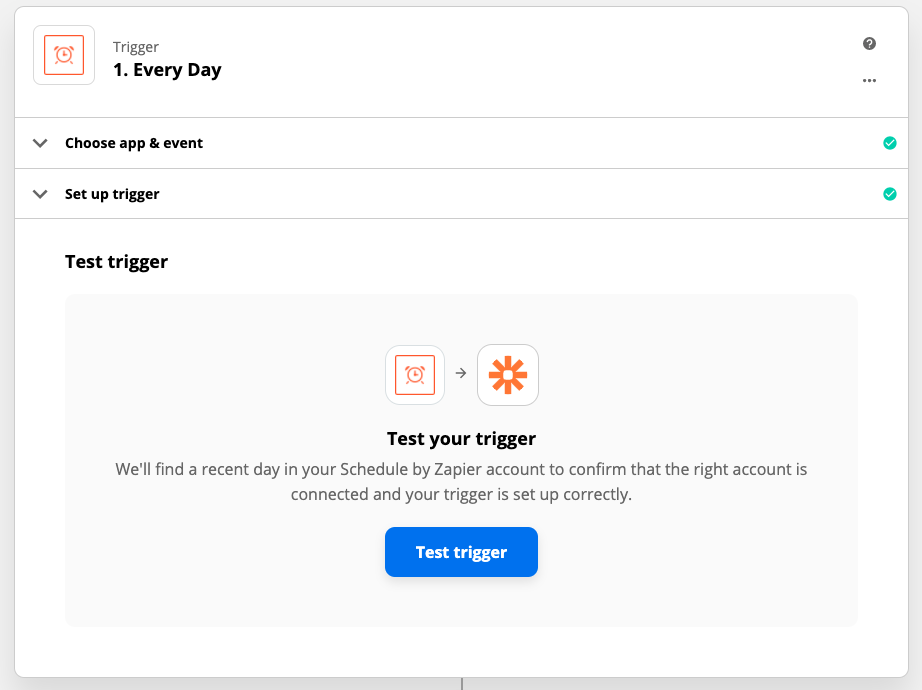 Trigger
1. Every Day
Choose app & event
Set up trigger
Test trigger
Test your trigger
We'll find a recent day in your Schedule by Zapier account to confirm that the right account is
connected and your trigger is set up correctly.
Test trigger